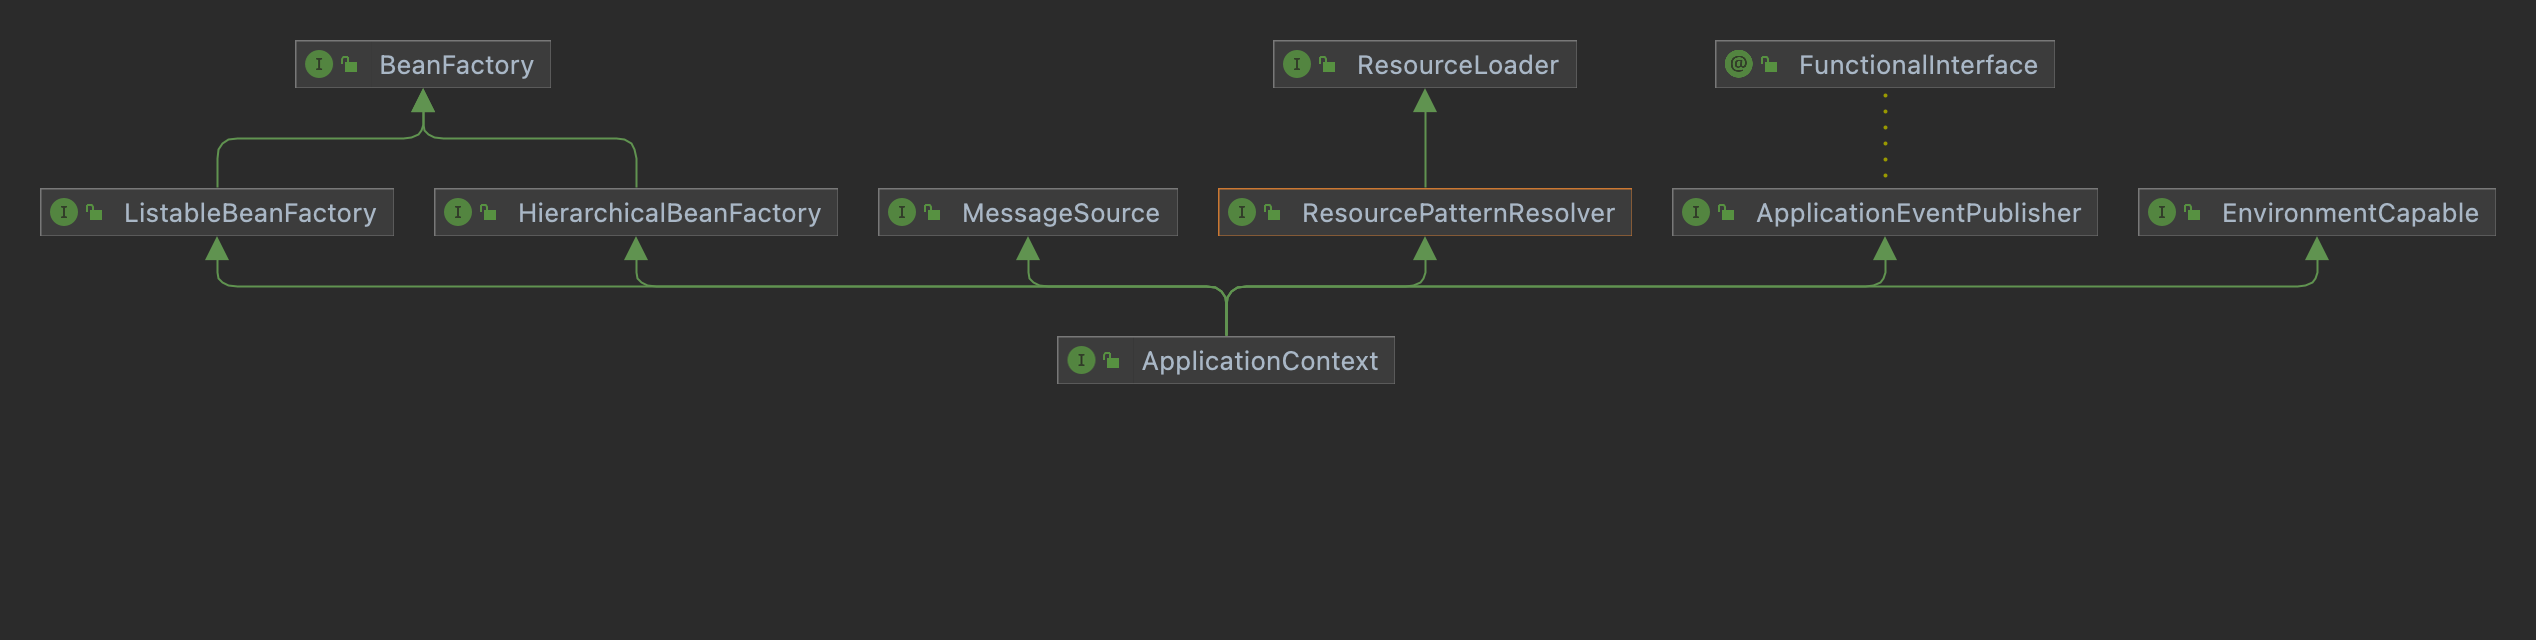 I BeanFactory
I ResourceLoader
@ FunctionalInterface
I ListableBeanFactory
I HierarchicalBeanFactory
I MessageSource
I ResourcePatternResolver
I ApplicationEventPublisher
I EnvironmentCapable
I ApplicationContext